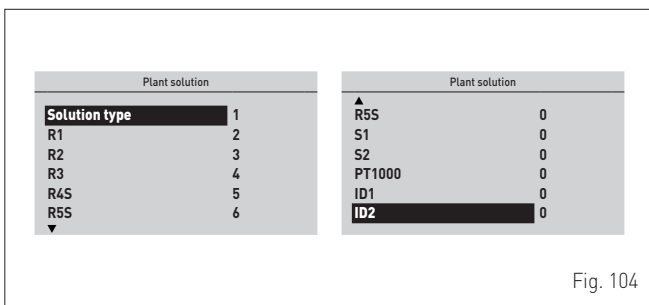 Plant solution
Solution type 1
R1 2
R2 3
R3 4
R4S 5
R5S 6
▼
Plant solution
▲
R5S 0
S1 0
S2 0
PT1000 0
ID1 0
ID2 0
Fig. 104